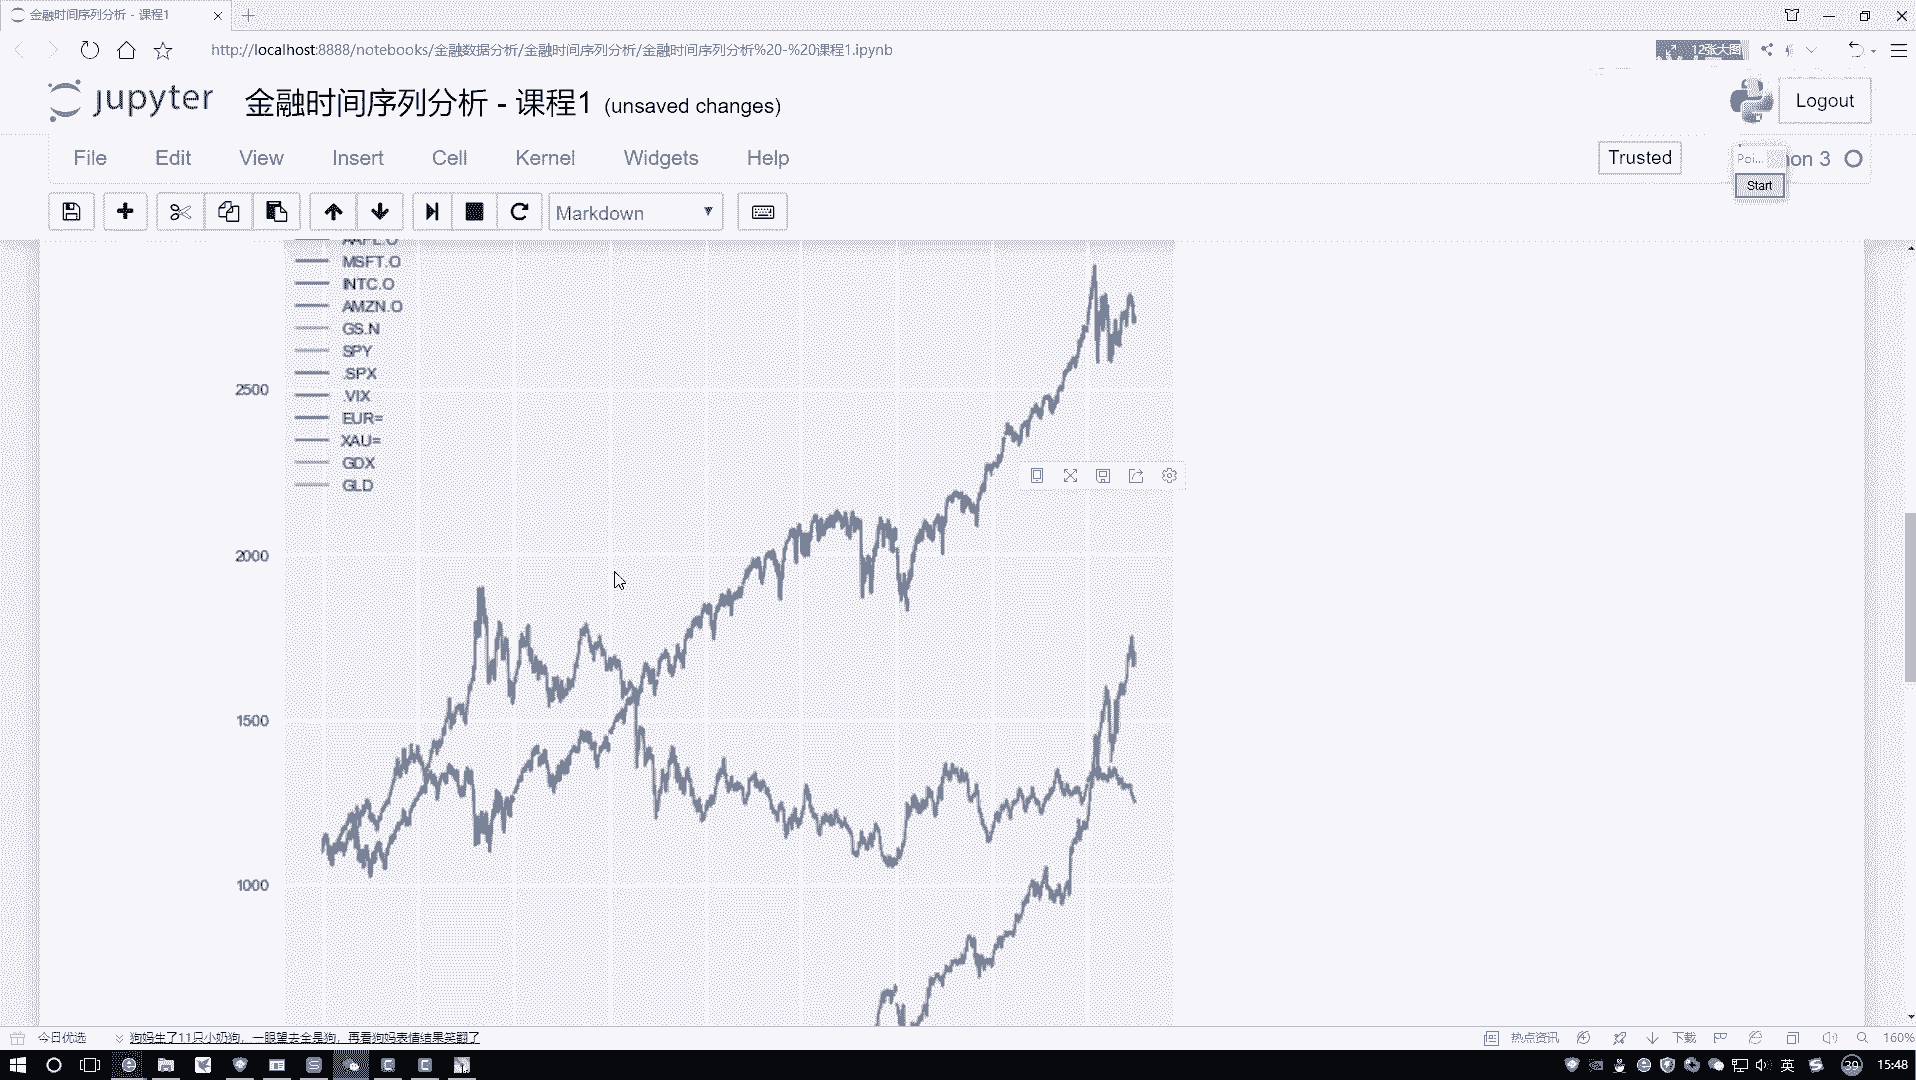 金融时间序列分析 - 课程1
http://localhost:8888/notebooks/金融数据分析/金融时间序列分析/金融时间序列分析%20-%20课程1.ipynb
12张大图
jupyter 金融时间序列分析 - 课程1 (unsaved changes)
Logout
File Edit View Insert Cell Kernel Widgets Help
Trusted
Poi... on 3
Start
Markdown
AAPL.O
MSFT.O
INTC.O
AMZN.O
GS.N
SPY
.SPX
.VIX
EUR=
XAU=
GDX
GLD
2500
2000
1500
1000
今日优选
狗妈生了11只小奶狗，一眼望去全是狗，再看狗妈表情结果笑翻了
热点资讯
下载
160%
英
39
15:48